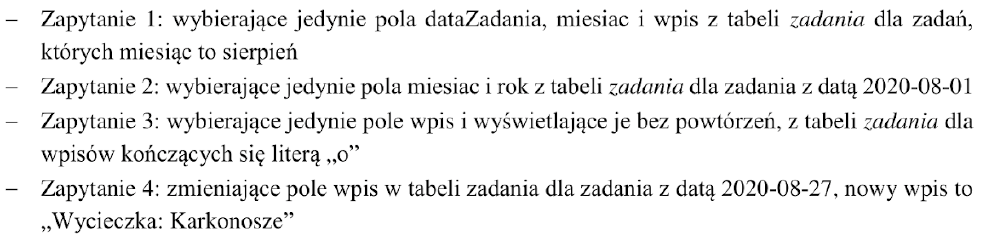 – Zapytanie 1: wybierające jedynie pola dataZadania, miesiac i wpis z tabeli zadania dla zadań,
których miesiąc to sierpień
– Zapytanie 2: wybierające jedynie pola miesiac i rok z tabeli zadania dla zadania z datą 2020-08-01
– Zapytanie 3: wybierające jedynie pole wpis i wyświetlające je bez powtórzeń, z tabeli zadania dla
wpisów kończących się literą „o”
– Zapytanie 4: zmieniające pole wpis w tabeli zadania dla zadania z datą 2020-08-27, nowy wpis to
„Wycieczka: Karkonosze”